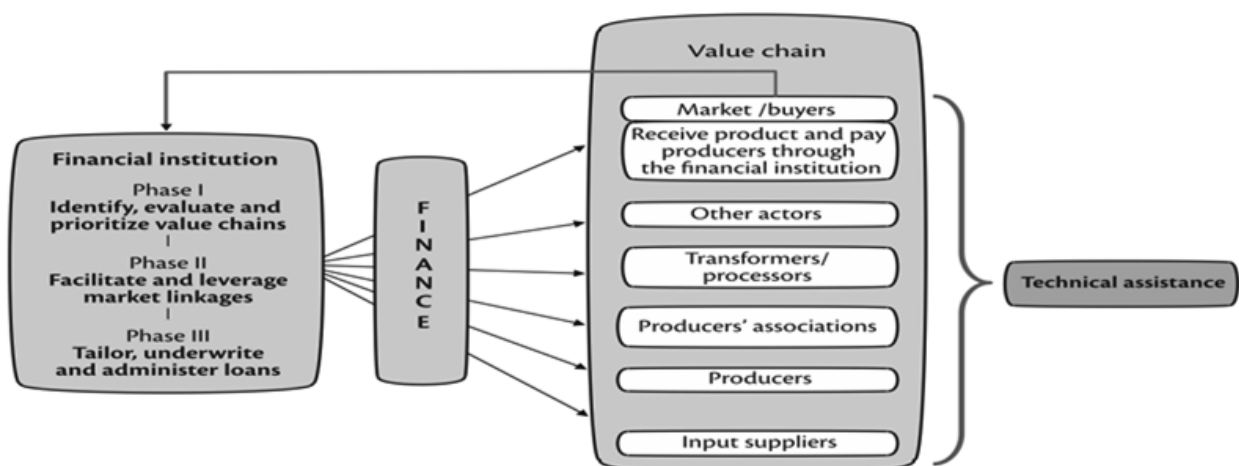 Financial institution
Phase I
Identify, evaluate and
prioritize value chains
Phase II
Facilitate and leverage
market linkages
Phase III
Tailor, underwrite
and administer loans
FINANCE
Value chain
Market /buyers
Receive product and pay
producers through
the financial institution
Other actors
Transformers/
processors
Producers’ associations
Producers
Input suppliers
Technical assistance